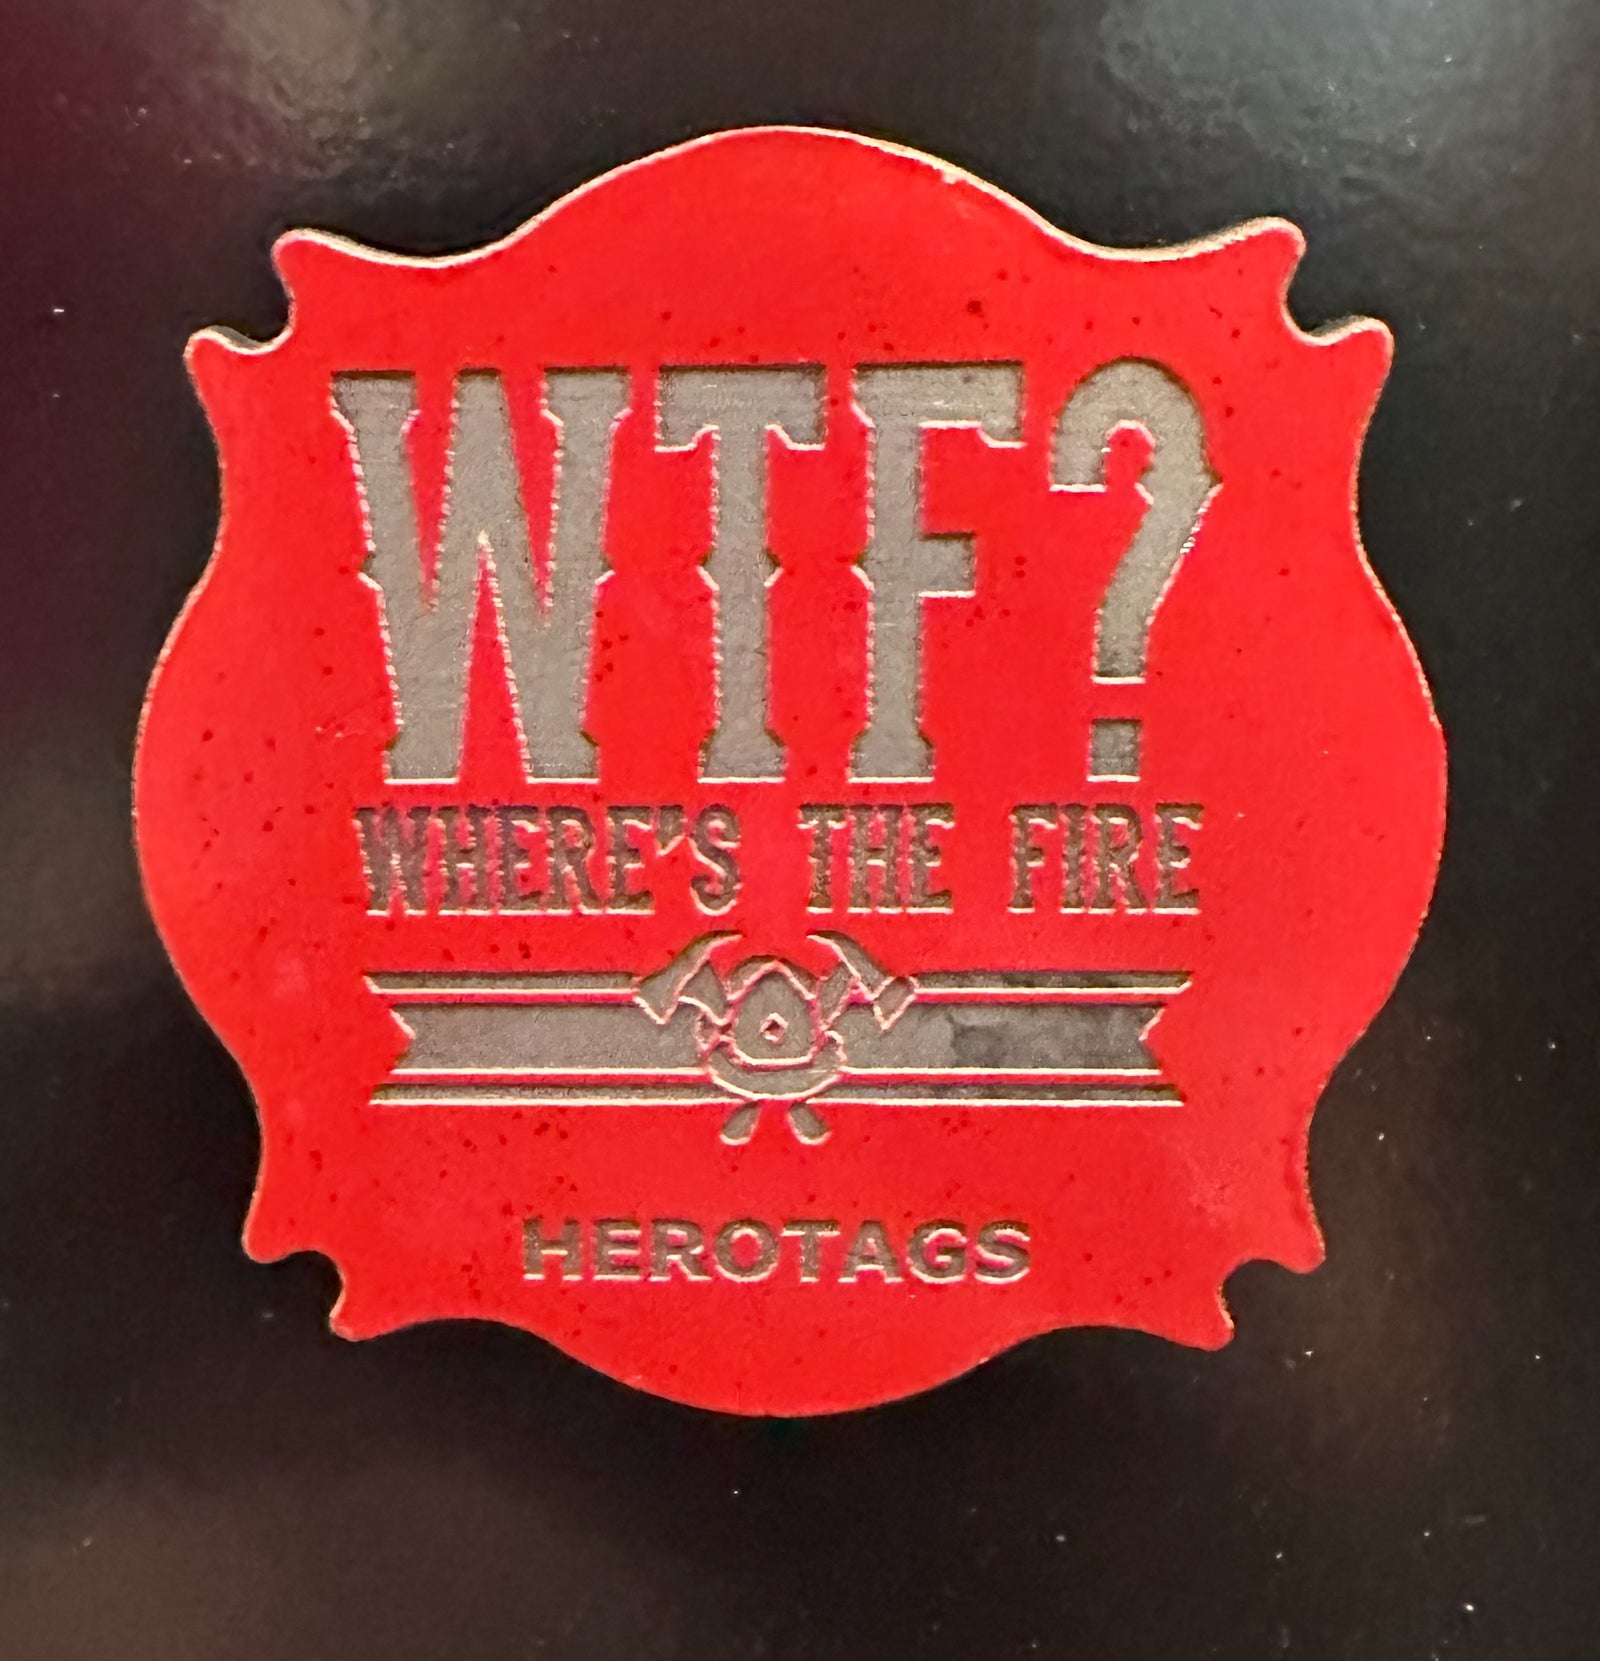 WTF?
WHERE'S THE FIRE
HEROTAGS